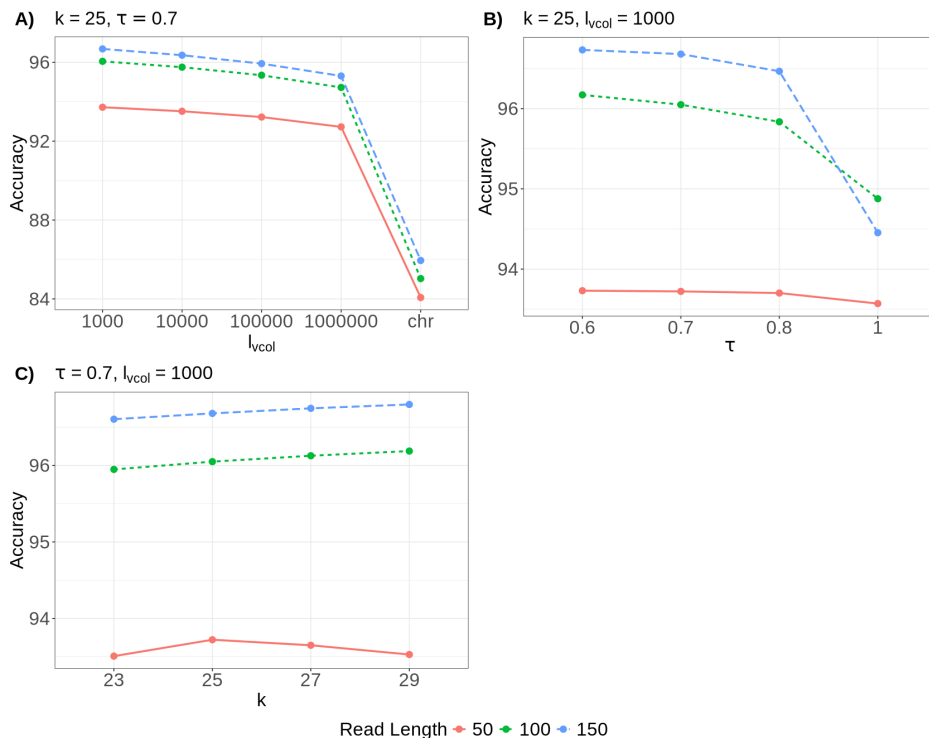 A) k = 25, τ = 0.7
Accuracy
96
92
88
84
1000 10000 100000 1000000 chr
lvcol
B) k = 25, lvcol = 1000
Accuracy
96
95
94
0.6 0.7 0.8 1
τ
C) τ = 0.7, lvcol = 1000
Accuracy
96
95
94
23 25 27 29
k
Read Length 50 100 150